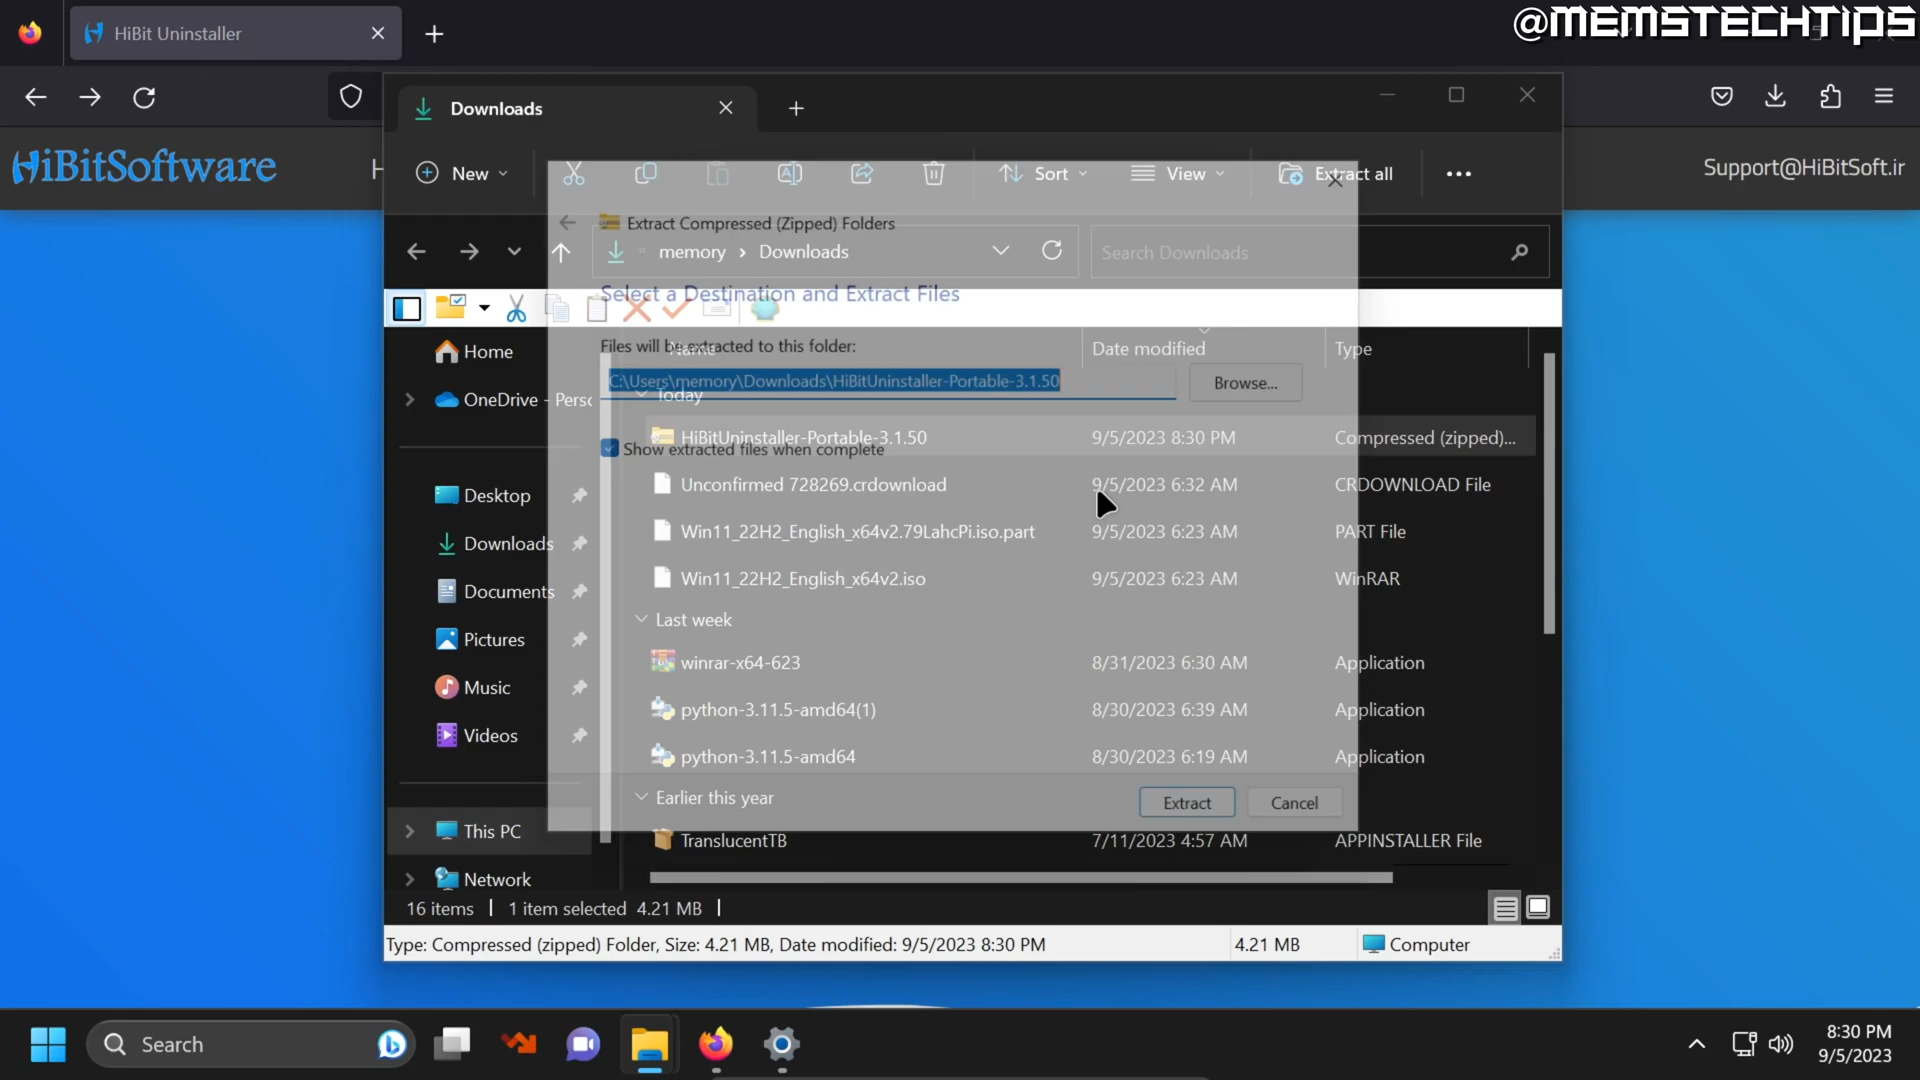 HiBit Uninstaller
@MEMSTECHTIPS
Downloads
HiBitSoftware
H
Support@HiBitSoft.ir
New
Sort
View
Extract all
Extract Compressed (Zipped) Folders
memory > Downloads
Search Downloads
Select a Destination and Extract Files
Files will be extracted to this folder:
Name
Date modified
Type
C:\Users\memory\Downloads\HiBitUninstaller-Portable-3.1.50
Browse...
Today
HiBitUninstaller-Portable-3.1.50
9/5/2023 8:30 PM
Compressed (zipped)...
Show extracted files when complete
Unconfirmed 728269.crdownload
9/5/2023 6:32 AM
CRDOWNLOAD File
Win11_22H2_English_x64v2.79LahcPi.iso.part
9/5/2023 6:23 AM
PART File
Win11_22H2_English_x64v2.iso
9/5/2023 6:23 AM
WinRAR
Last week
winrar-x64-623
8/31/2023 6:30 AM
Application
python-3.11.5-amd64(1)
8/30/2023 6:39 AM
Application
python-3.11.5-amd64
8/30/2023 6:19 AM
Application
Earlier this year
Extract
Cancel
TranslucentTB
7/11/2023 4:57 AM
APPINSTALLER File
Home
OneDrive - Perso
Desktop
Downloads
Documents
Pictures
Music
Videos
This PC
Network
16 items
1 item selected 4.21 MB
Type: Compressed (zipped) Folder, Size: 4.21 MB, Date modified: 9/5/2023 8:30 PM
4.21 MB
Computer
Search
8:30 PM
9/5/2023